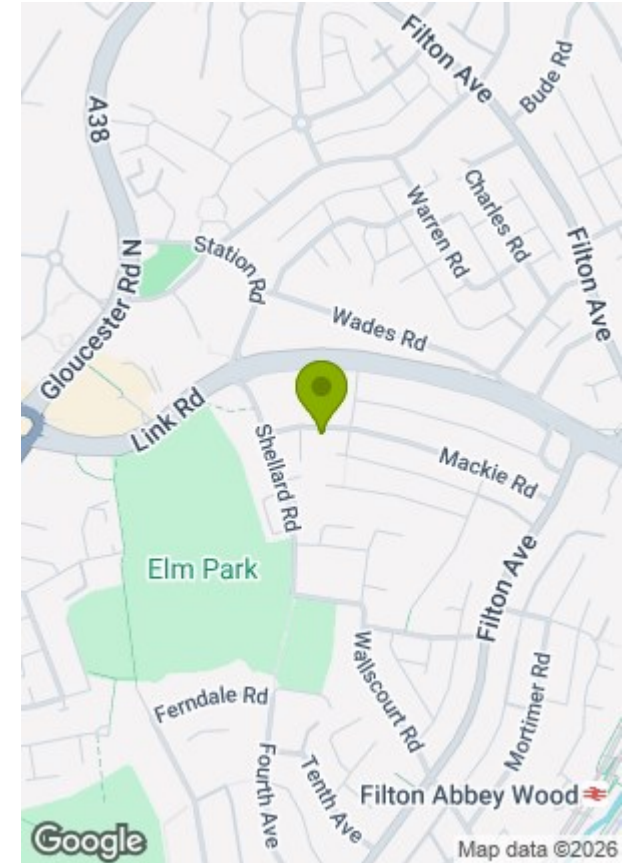 Filton Ave
Bude Rd
A38
Charles Rd
Warren Rd
Station Rd
Filton Ave
Gloucester Rd N
Wades Rd
Link Rd
Shellard Rd
Mackie Rd
Elm Park
Filton Ave
Wallscourt Rd
Mortimer Rd
Ferndale Rd
Fourth Ave
Tenth Ave
Filton Abbey Wood
Google
Map data ©2026